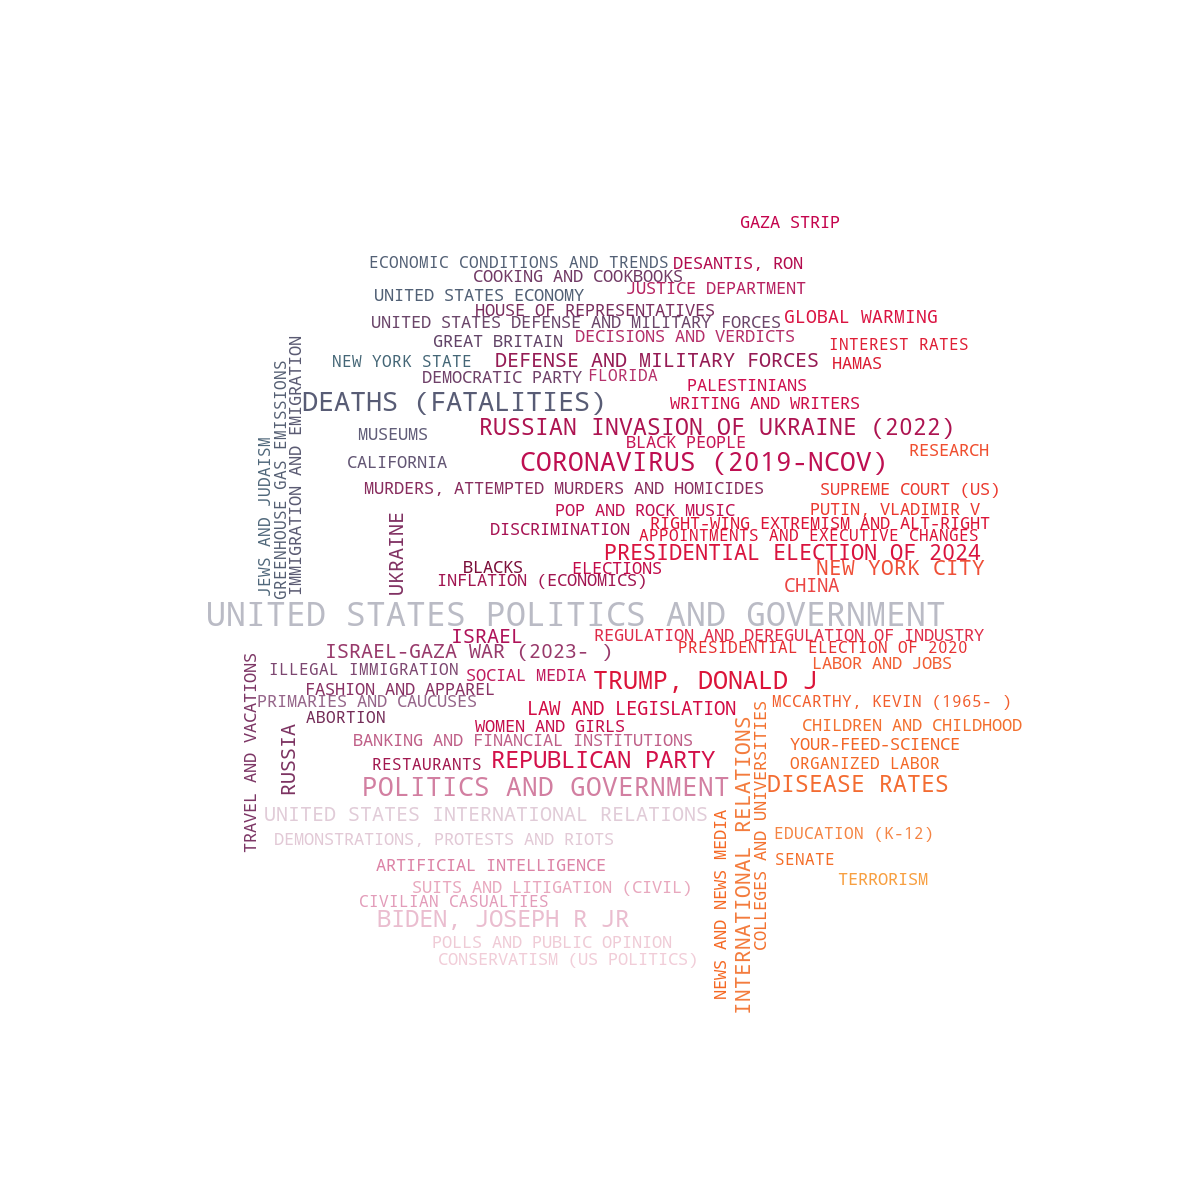 GAZA STRIP
ECONOMIC CONDITIONS AND TRENDS
DESANTIS, RON
COOKING AND COOKBOOKS
JUSTICE DEPARTMENT
UNITED STATES ECONOMY
HOUSE OF REPRESENTATIVES
GLOBAL WARMING
UNITED STATES DEFENSE AND MILITARY FORCES
DECISIONS AND VERDICTS
GREAT BRITAIN
INTEREST RATES
NEW YORK STATE
DEFENSE AND MILITARY FORCES
HAMAS
DEMOCRATIC PARTY
FLORIDA
PALESTINIANS
DEATHS (FATALITIES)
WRITING AND WRITERS
RUSSIAN INVASION OF UKRAINE (2022)
MUSEUMS
BLACK PEOPLE
RESEARCH
CALIFORNIA
CORONAVIRUS (2019-NCOV)
JEWS AND JUDAISM
GREENHOUSE GAS EMISSIONS
IMMIGRATION AND EMIGRATION
MURDERS, ATTEMPTED MURDERS AND HOMICIDES
SUPREME COURT (US)
POP AND ROCK MUSIC
PUTIN, VLADIMIR V
DISCRIMINATION
RIGHT-WING EXTREMISM AND ALT-RIGHT
APPOINTMENTS AND EXECUTIVE CHANGES
UKRAINE
PRESIDENTIAL ELECTION OF 2024
BLACKS
ELECTIONS
NEW YORK CITY
INFLATION (ECONOMICS)
CHINA
UNITED STATES POLITICS AND GOVERNMENT
ISRAEL
REGULATION AND DEREGULATION OF INDUSTRY
ISRAEL-GAZA WAR (2023- )
PRESIDENTIAL ELECTION OF 2020
ILLEGAL IMMIGRATION
LABOR AND JOBS
SOCIAL MEDIA
TRUMP, DONALD J
FASHION AND APPAREL
PRIMARIES AND CAUCUSES
MCCARTHY, KEVIN (1965- )
LAW AND LEGISLATION
ABORTION
WOMEN AND GIRLS
CHILDREN AND CHILDHOOD
BANKING AND FINANCIAL INSTITUTIONS
YOUR-FEED-SCIENCE
TRAVEL AND VACATIONS
RUSSIA
RESTAURANTS
REPUBLICAN PARTY
ORGANIZED LABOR
POLITICS AND GOVERNMENT
DISEASE RATES
UNITED STATES INTERNATIONAL RELATIONS
DEMONSTRATIONS, PROTESTS AND RIOTS
EDUCATION (K-12)
ARTIFICIAL INTELLIGENCE
SENATE
SUITS AND LITIGATION (CIVIL)
TERRORISM
CIVILIAN CASUALTIES
BIDEN, JOSEPH R JR
NEWS AND NEWS MEDIA
INTERNATIONAL RELATIONS
COLLEGES AND UNIVERSITIES
POLLS AND PUBLIC OPINION
CONSERVATISM (US POLITICS)